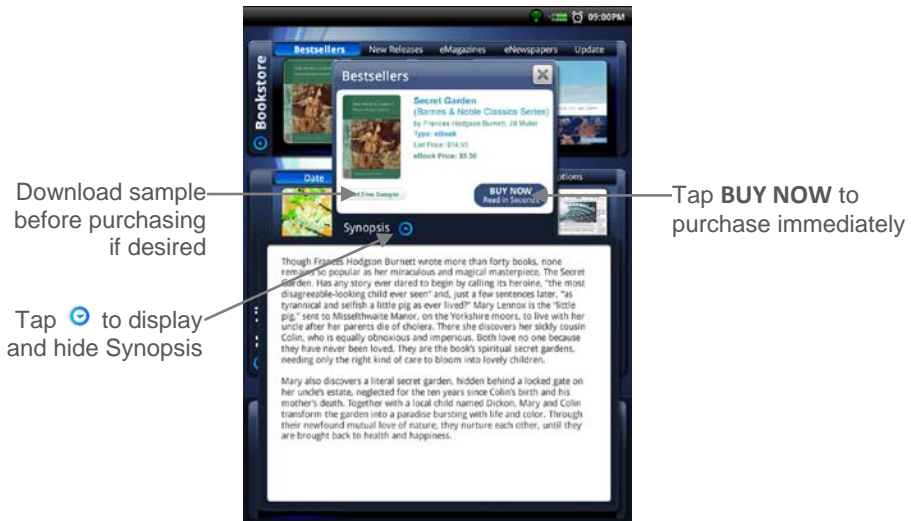 09:00PM
Bestsellers New Releases eMagazines eNewspapers Update
Bookstore
Bestsellers
Secret Garden
(Barnes & Noble Classics Series)
by Frances Hodgson Burnett, Jill Muller
Type: eBook
List Price: $14.93
eBook Price: $5.50
Date
Free Sample
BUY NOW
Read in Seconds
Download sample
before purchasing
if desired
Tap BUY NOW to
purchase immediately
Synopsis
Tap to display
and hide Synopsis
Though Frances Hodgson Burnett wrote more than forty books, none
remains so popular as her miraculous and magical masterpiece, The Secret
Garden. Has any story ever dared to begin by calling its heroine, "the most
disagreeable-looking child ever seen" and, just a few sentences later, "as
tyrannical and selfish a little pig as ever lived?" Mary Lennox is the "little
pig," sent to Misselthwaite Manor, on the Yorkshire moors, to live with her
uncle after her parents die of cholera. There she discovers her sickly cousin
Colin, who is equally obnoxious and imperious. Both love no one because
they have never been loved. They are the book's spiritual secret gardens,
needing only the right kind of care to bloom into lovely children.
Mary also discovers a literal secret garden, hidden behind a locked gate on
her uncle's estate, neglected for the ten years since Colin's birth and his
mother's death. Together with a local child named Dickon, Mary and Colin
transform the garden into a paradise bursting with life and color. Through
their newfound mutual love of nature, they nurture each other, until they
are brought back to health and happiness.